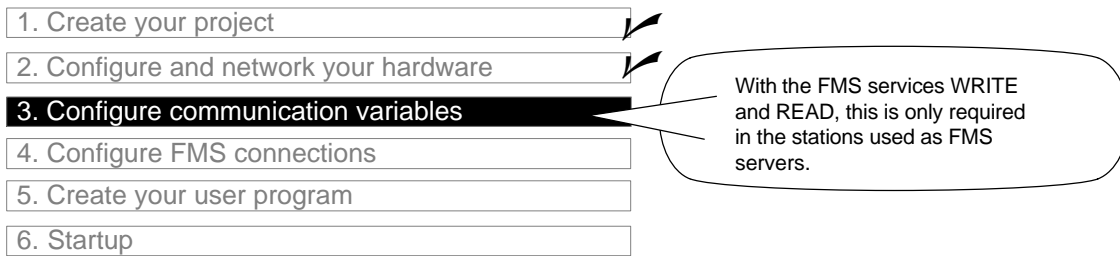 1. Create your project
2. Configure and network your hardware
3. Configure communication variables
4. Configure FMS connections
5. Create your user program
6. Startup
With the FMS services WRITE
and READ, this is only required
in the stations used as FMS
servers.